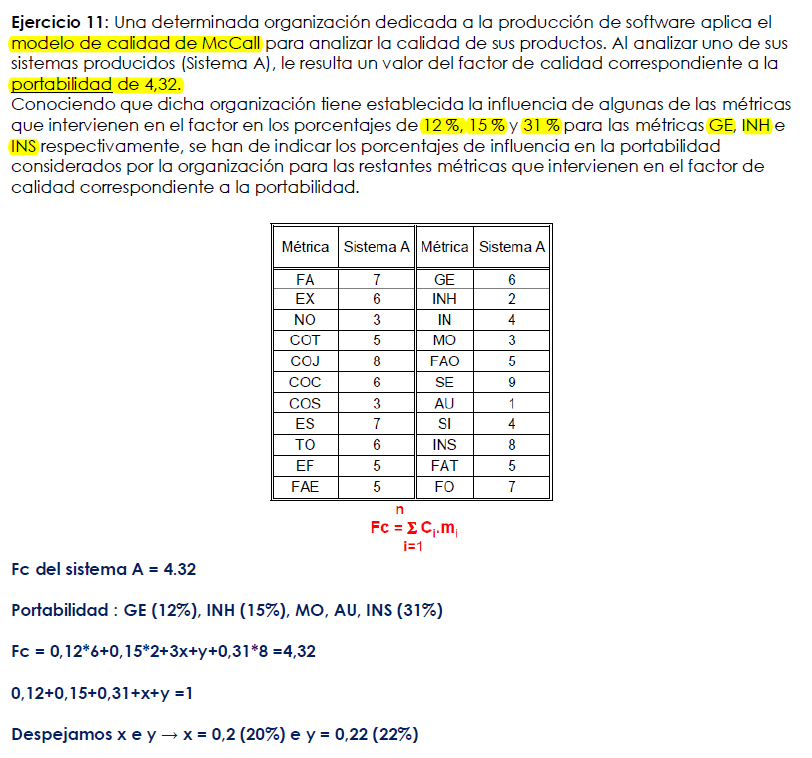 Ejercicio 11: Una determinada organización dedicada a la producción de software aplica el
modelo de calidad de McCall para analizar la calidad de sus productos. Al analizar uno de sus
sistemas producidos (Sistema A), le resulta un valor del factor de calidad correspondiente a la
portabilidad de 4,32.
Conociendo que dicha organización tiene establecida la influencia de algunas de las métricas
que intervienen en el factor en los porcentajes de 12 %, 15 % y 31 % para las métricas GE, INH e
INS respectivamente, se han de indicar los porcentajes de influencia en la portabilidad
considerados por la organización para las restantes métricas que intervienen en el factor de
calidad correspondiente a la portabilidad.
Métrica Sistema A Métrica Sistema A
FA 7 GE 6
EX 6 INH 2
NO 3 IN 4
COT 5 MO 3
COJ 8 FAO 5
COC 6 SE 9
COS 3 AU 1
ES 7 SI 4
TO 6 INS 8
EF 5 FAT 5
FAE 5 FO 7
n
Fc = Σ Ci.mi
i=1
Fc del sistema A = 4.32
Portabilidad : GE (12%), INH (15%), MO, AU, INS (31%)
Fc = 0,12*6+0,15*2+3x+y+0,31*8 =4,32
0,12+0,15+0,31+x+y =1
Despejamos x e y → x = 0,2 (20%) e y = 0,22 (22%)